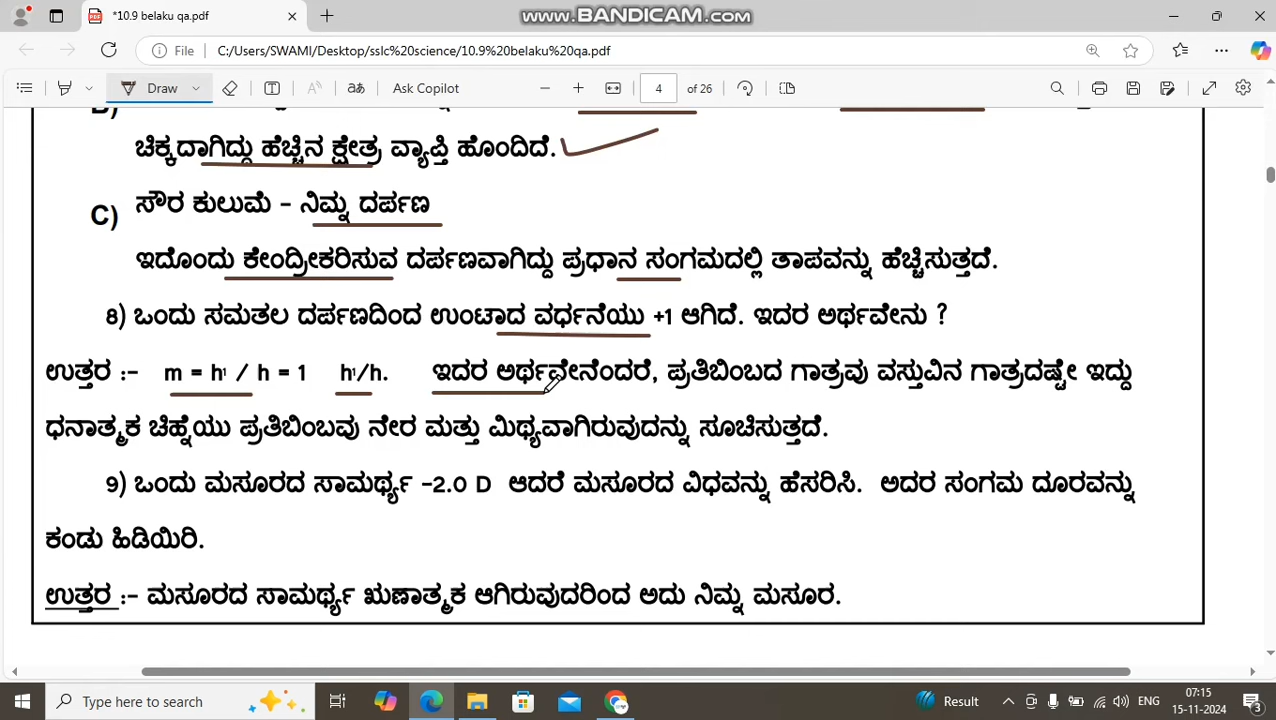 www.BANDICAM.com
*10.9 belaku qa.pdf
File C:/Users/SWAMI/Desktop/sslc%20science/10.9%20belaku%20qa.pdf
Draw Ask Copilot 4 of 26
ಚಿಕ್ಕದಾಗಿದ್ದು ಹೆಚ್ಚಿನ ಕ್ಷೇತ್ರ ವ್ಯಾಪ್ತಿ ಹೊಂದಿದೆ.
C) ಸೌರ ಕುಲುಮೆ – ನಿಮ್ನ ದರ್ಪಣ
ಇದೊಂದು ಕೇಂದ್ರೀಕರಿಸುವ ದರ್ಪಣವಾಗಿದ್ದು ಪ್ರಧಾನ ಸಂಗಮದಲ್ಲಿ ತಾಪವನ್ನು ಹೆಚ್ಚಿಸುತ್ತದೆ.
8) ಒಂದು ಸಮತಲ ದರ್ಪಣದಿಂದ ಉಂಟಾದ ವರ್ಧನೆಯು +1 ಆಗಿದೆ. ಇದರ ಅರ್ಥವೇನು ?
ಉತ್ತರ :– m = h¹ / h = 1 h¹/h. ಇದರ ಅರ್ಥವೇನೆಂದರೆ, ಪ್ರತಿಬಿಂಬದ ಗಾತ್ರವು ವಸ್ತುವಿನ ಗಾತ್ರದಷ್ಟೇ ಇದ್ದು
ಧನಾತ್ಮಕ ಚಿಹ್ನೆಯು ಪ್ರತಿಬಿಂಬವು ನೇರ ಮತ್ತು ಮಿಥ್ಯವಾಗಿರುವುದನ್ನು ಸೂಚಿಸುತ್ತದೆ.
9) ಒಂದು ಮಸೂರದ ಸಾಮರ್ಥ್ಯ –2.0 D ಆದರೆ ಮಸೂರದ ವಿಧವನ್ನು ಹೆಸರಿಸಿ. ಅದರ ಸಂಗಮ ದೂರವನ್ನು
ಕಂಡು ಹಿಡಿಯಿರಿ.
ಉತ್ತರ :– ಮಸೂರದ ಸಾಮರ್ಥ್ಯ ಋಣಾತ್ಮಕ ಆಗಿರುವುದರಿಂದ ಅದು ನಿಮ್ನ ಮಸೂರ.
Type here to search Result ENG 07:15
15-11-2024 3